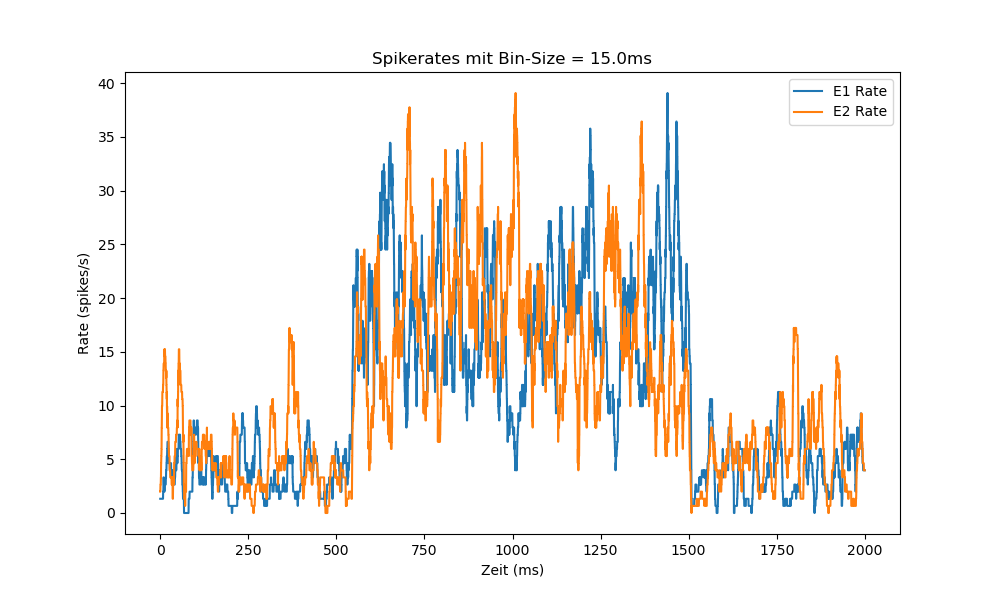 Spikerates mit Bin-Size = 15.0ms
E1 Rate
E2 Rate
Rate (spikes/s)
40
35
30
25
20
15
10
5
0
0 250 500 750 1000 1250 1500 1750 2000
Zeit (ms)